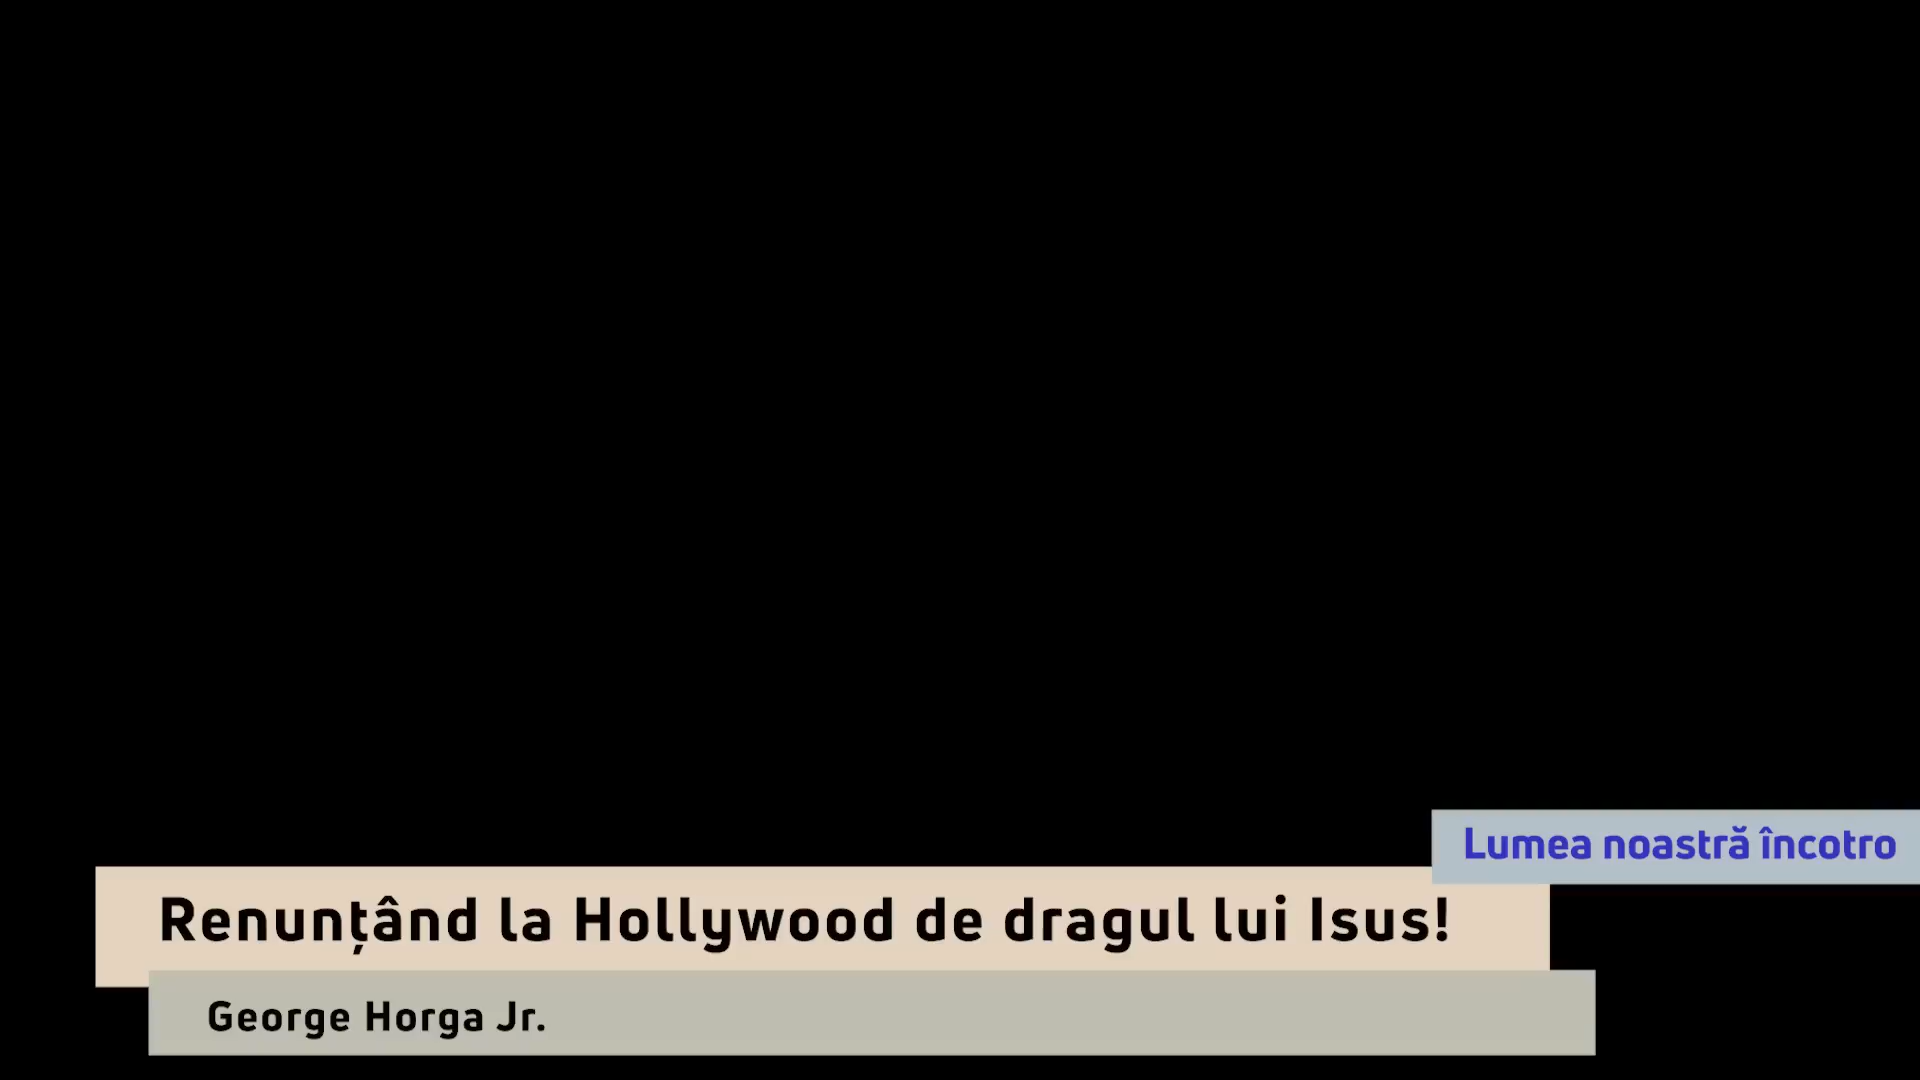 Lumea noastră încotro
Renunțând la Hollywood de dragul lui Isus!
George Horga Jr.